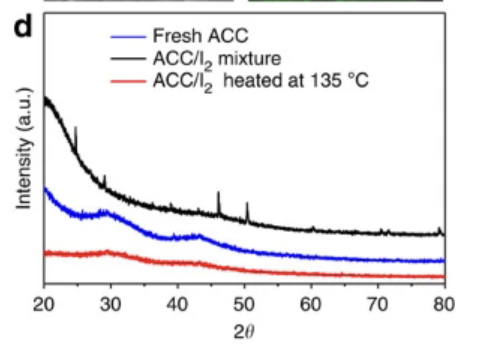 d
Fresh ACC
ACC/I2 mixture
ACC/I2 heated at 135 °C
Intensity (a.u.)
20 30 40 50 60 70 80
2θ